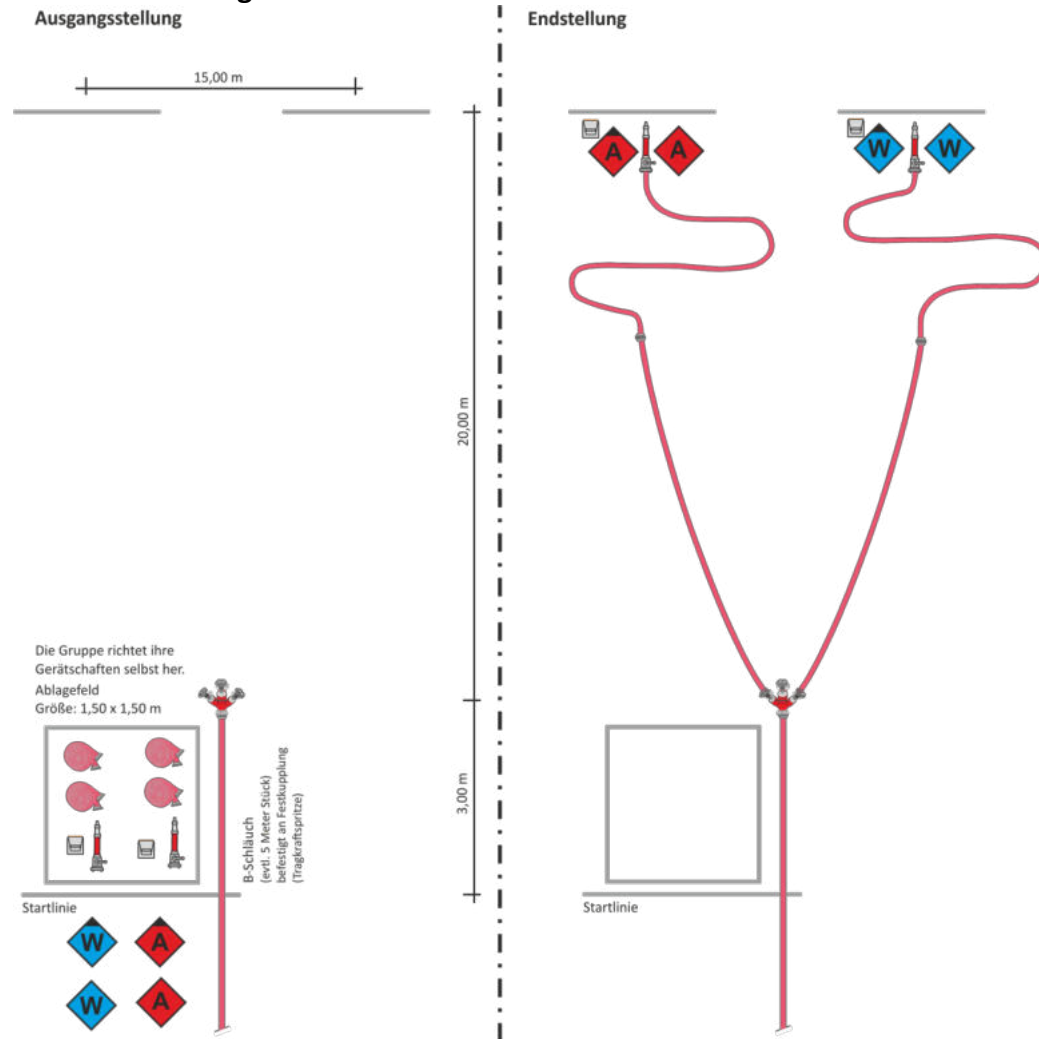 Ausgangsstellung
Endstellung
15,00 m
A A
W W
20,00 m
Die Gruppe richtet ihre
Gerätschaften selbst her.
Ablagefeld
Größe: 1,50 x 1,50 m
B-Schläuch
(evtl. 5 Meter Stück)
befestigt an Festkupplung
(Tragkraftspritze)
3,00 m
Startlinie
Startlinie
W A
W A